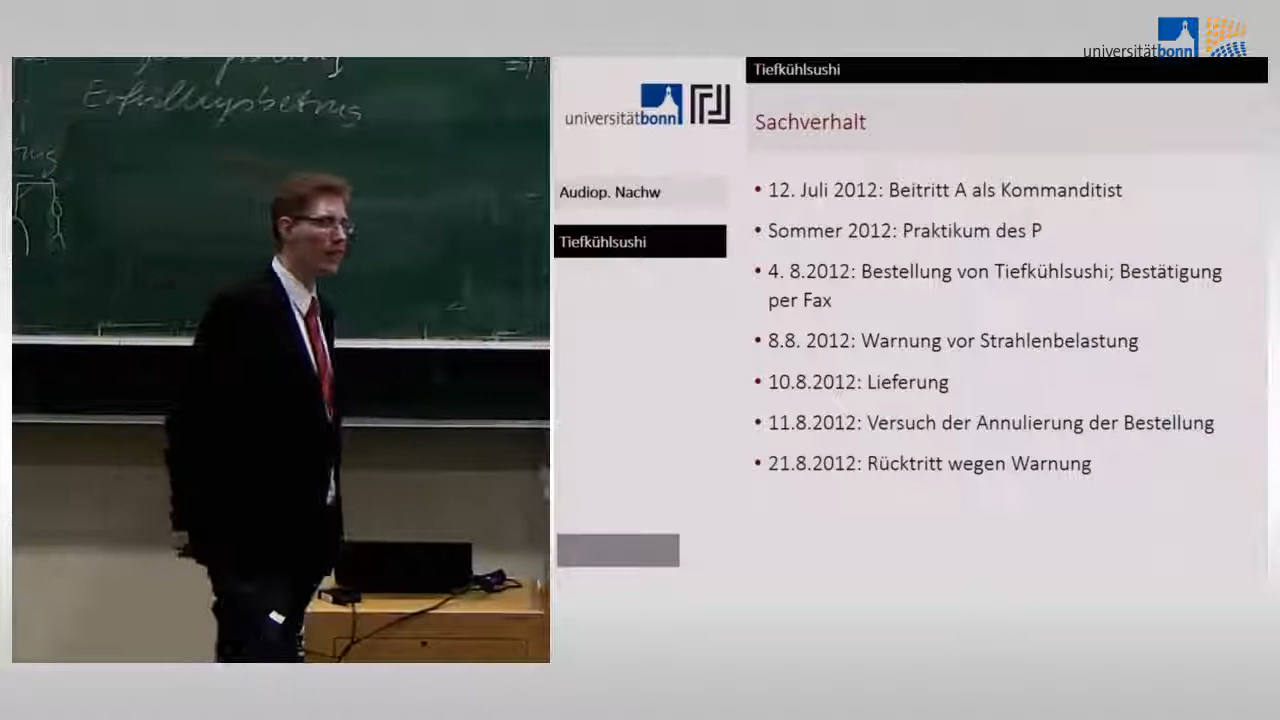 universitätbonn
Erfüllungsbetrug
universitätbonn
Audiop. Nachw
Tiefkühlsushi
Tiefkühlsushi
Sachverhalt
• 12. Juli 2012: Beitritt A als Kommanditist
• Sommer 2012: Praktikum des P
• 4. 8.2012: Bestellung von Tiefkühlsushi; Bestätigung
per Fax
• 8.8. 2012: Warnung vor Strahlenbelastung
• 10.8.2012: Lieferung
• 11.8.2012: Versuch der Annulierung der Bestellung
• 21.8.2012: Rücktritt wegen Warnung